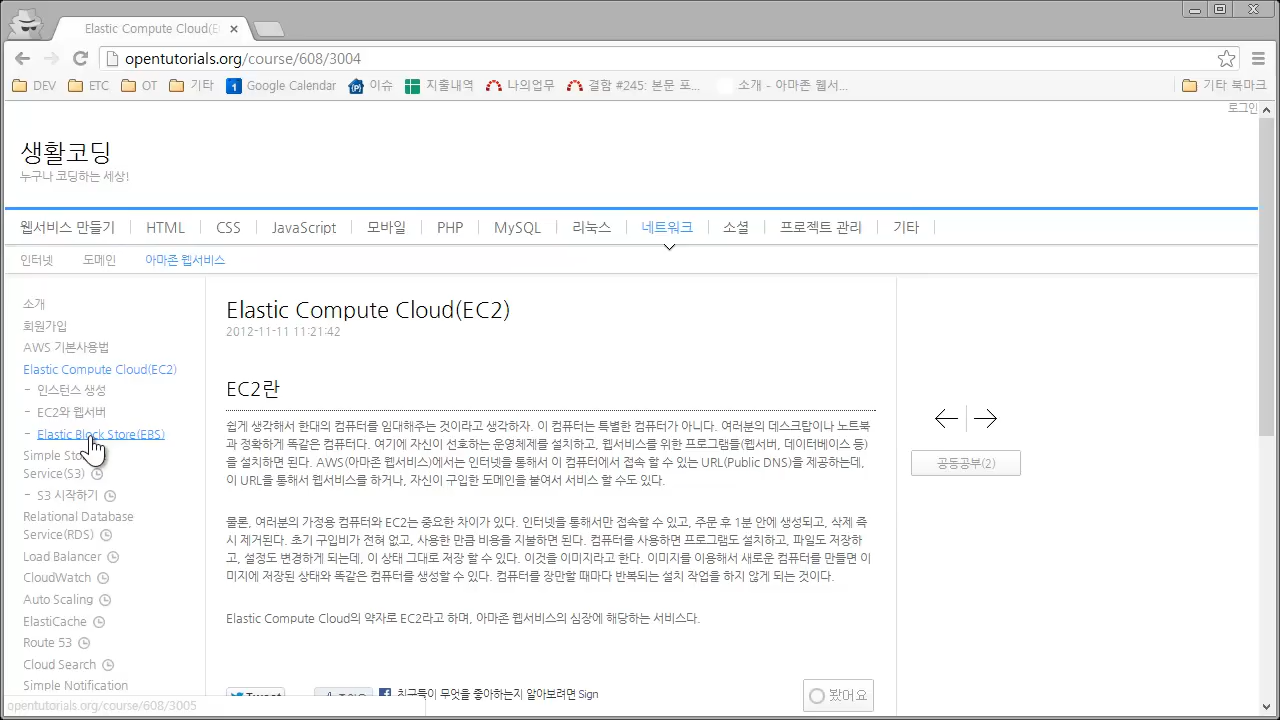 Elastic Compute Cloud(E
opentutorials.org/course/608/3004
DEV
ETC
OT
기타
1
Google Calendar
이슈
지출내역
나의업무
결함 #245: 본문 포...
소개 - 아마존 웹서...
기타 북마크
로그인
생활코딩
누구나 코딩하는 세상!
웹서비스 만들기
HTML
CSS
JavaScript
모바일
PHP
MySQL
리눅스
네트워크
소셜
프로젝트 관리
기타
인터넷
도메인
아마존 웹서비스
소개
회원가입
AWS 기본사용법
Elastic Compute Cloud(EC2)
- 인스턴스 생성
- EC2와 웹서버
- Elastic Block Store(EBS)
Simple Sto
Service(S3)
- S3 시작하기
Relational Database
Service(RDS)
Load Balancer
CloudWatch
Auto Scaling
ElastiCache
Route 53
Cloud Search
Simple Notification
Elastic Compute Cloud(EC2)
2012-11-11 11:21:42
EC2란
쉽게 생각해서 한대의 컴퓨터를 임대해주는 것이라고 생각하자. 이 컴퓨터는 특별한 컴퓨터가 아니다. 여러분의 데스크탑이나 노트북
과 정확하게 똑같은 컴퓨터다. 여기에 자신이 선호하는 운영체제를 설치하고, 웹서비스를 위한 프로그램들(웹서버, 데이터베이스 등)
을 설치하면 된다. AWS(아마존 웹서비스)에서는 인터넷을 통해서 이 컴퓨터에서 접속 할 수 있는 URL(Public DNS)을 제공하는데,
이 URL을 통해서 웹서비스를 하거나, 자신이 구입한 도메인을 붙여서 서비스 할 수도 있다.
물론, 여러분의 가정용 컴퓨터와 EC2는 중요한 차이가 있다. 인터넷을 통해서만 접속할 수 있고, 주문 후 1분 안에 생성되고, 삭제 즉
시 제거된다. 초기 구입비가 전혀 없고, 사용한 만큼 비용을 지불하면 된다. 컴퓨터를 사용하면 프로그램도 설치하고, 파일도 저장하
고, 설정도 변경하게 되는데, 이 상태 그대로 저장 할 수 있다. 이것을 이미지라고 한다. 이미지를 이용해서 새로운 컴퓨터를 만들면 이
미지에 저장된 상태와 똑같은 컴퓨터를 생성할 수 있다. 컴퓨터를 장만할 때마다 반복되는 설치 작업을 하지 않게 되는 것이다.
Elastic Compute Cloud의 약자로 EC2라고 하며, 아마존 웹서비스의 심장에 해당하는 서비스다.
공동공부(2)
Tweet
좋아요
친구들이 무엇을 좋아하는지 알아보려면 Sign
봤어요
opentutorials.org/course/608/3005